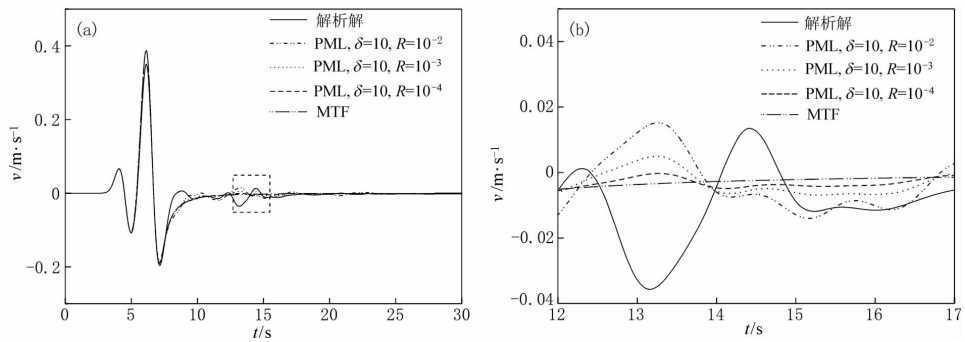 (a)
解析解
PML, δ=10, R=10⁻²
PML, δ=10, R=10⁻³
PML, δ=10, R=10⁻⁴
MTF
0.4
0.2
0
-0.2
v/m·s⁻¹
0 5 10 15 20 25 30
t/s
(b)
解析解
PML, δ=10, R=10⁻²
PML, δ=10, R=10⁻³
PML, δ=10, R=10⁻⁴
MTF
0.04
0.02
0
-0.02
-0.04
v/m·s⁻¹
12 13 14 15 16 17
t/s